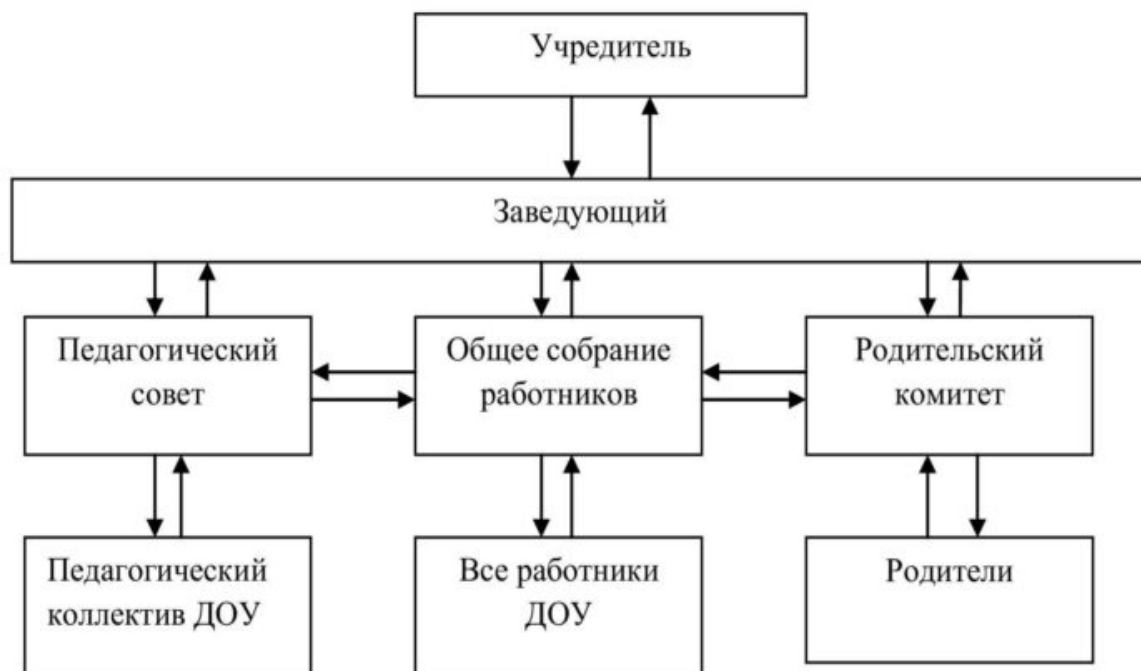 Учредитель
Заведующий
Педагогический
совет
Общее собрание
работников
Родительский
комитет
Педагогический
коллектив ДОУ
Все работники
ДОУ
Родители